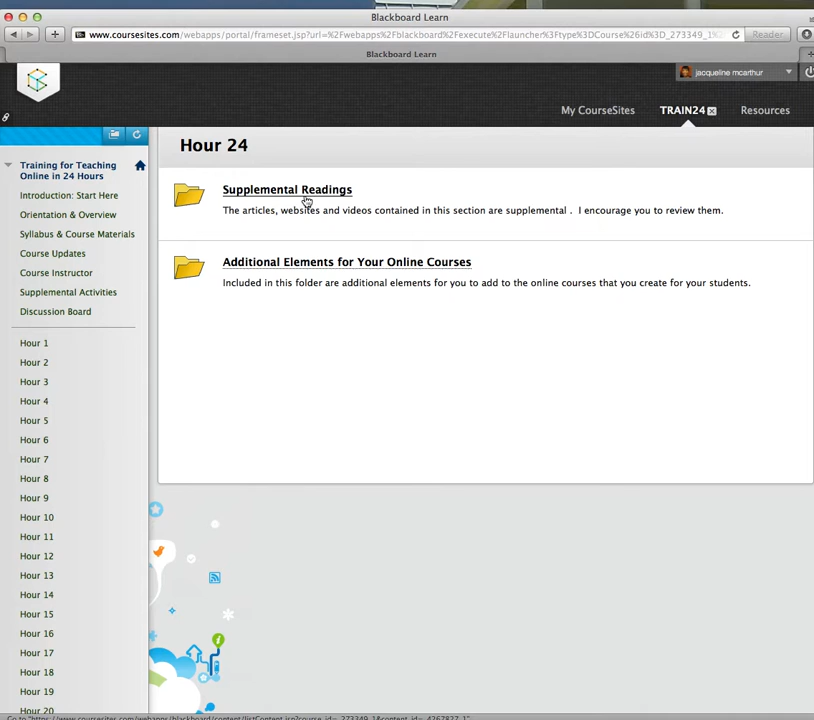 Blackboard Learn
www.coursesites.com/webapps/portal/frameset.jsp?url=%2Fwebapps%2Fblackboard%2Fexecute%2Flauncher%3Ftype%3DCourse%26id%3D_273349_1%
Reader
Blackboard Learn
jacqueline mcarthur
My CourseSites
TRAIN24
Resources
Hour 24
Training for Teaching
Online in 24 Hours
Introduction: Start Here
Orientation & Overview
Syllabus & Course Materials
Course Updates
Course Instructor
Supplemental Activities
Discussion Board
Hour 1
Hour 2
Hour 3
Hour 4
Hour 5
Hour 6
Hour 7
Hour 8
Hour 9
Hour 10
Hour 11
Hour 12
Hour 13
Hour 14
Hour 15
Hour 16
Hour 17
Hour 18
Hour 19
Hour 20
Supplemental Readings
The articles, websites and videos contained in this section are supplemental . I encourage you to review them.
Additional Elements for Your Online Courses
Included in this folder are additional elements for you to add to the online courses that you create for your students.